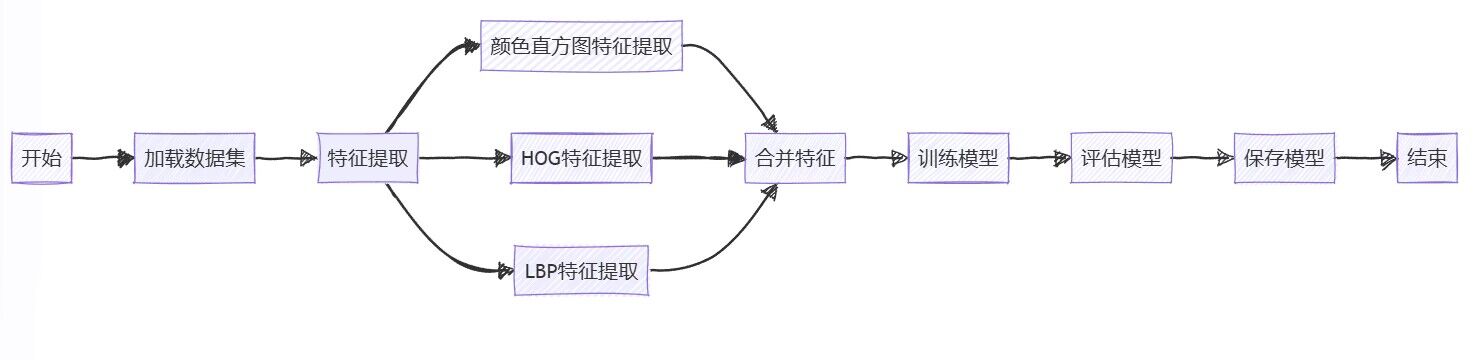 开始
加载数据集
特征提取
颜色直方图特征提取
HOG特征提取
LBP特征提取
合并特征
训练模型
评估模型
保存模型
结束